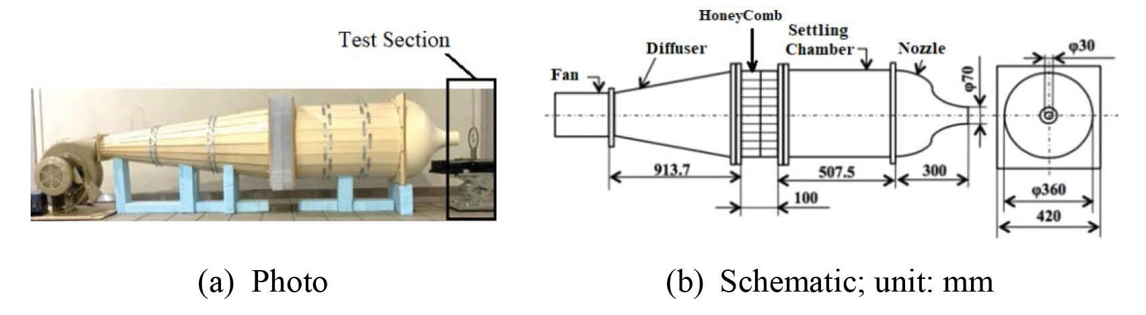 Test Section
HoneyComb
Settling
Chamber
Diffuser
Nozzle
Fan
φ30
φ70
913.7
507.5
300
100
φ360
420
(a) Photo
(b) Schematic; unit: mm